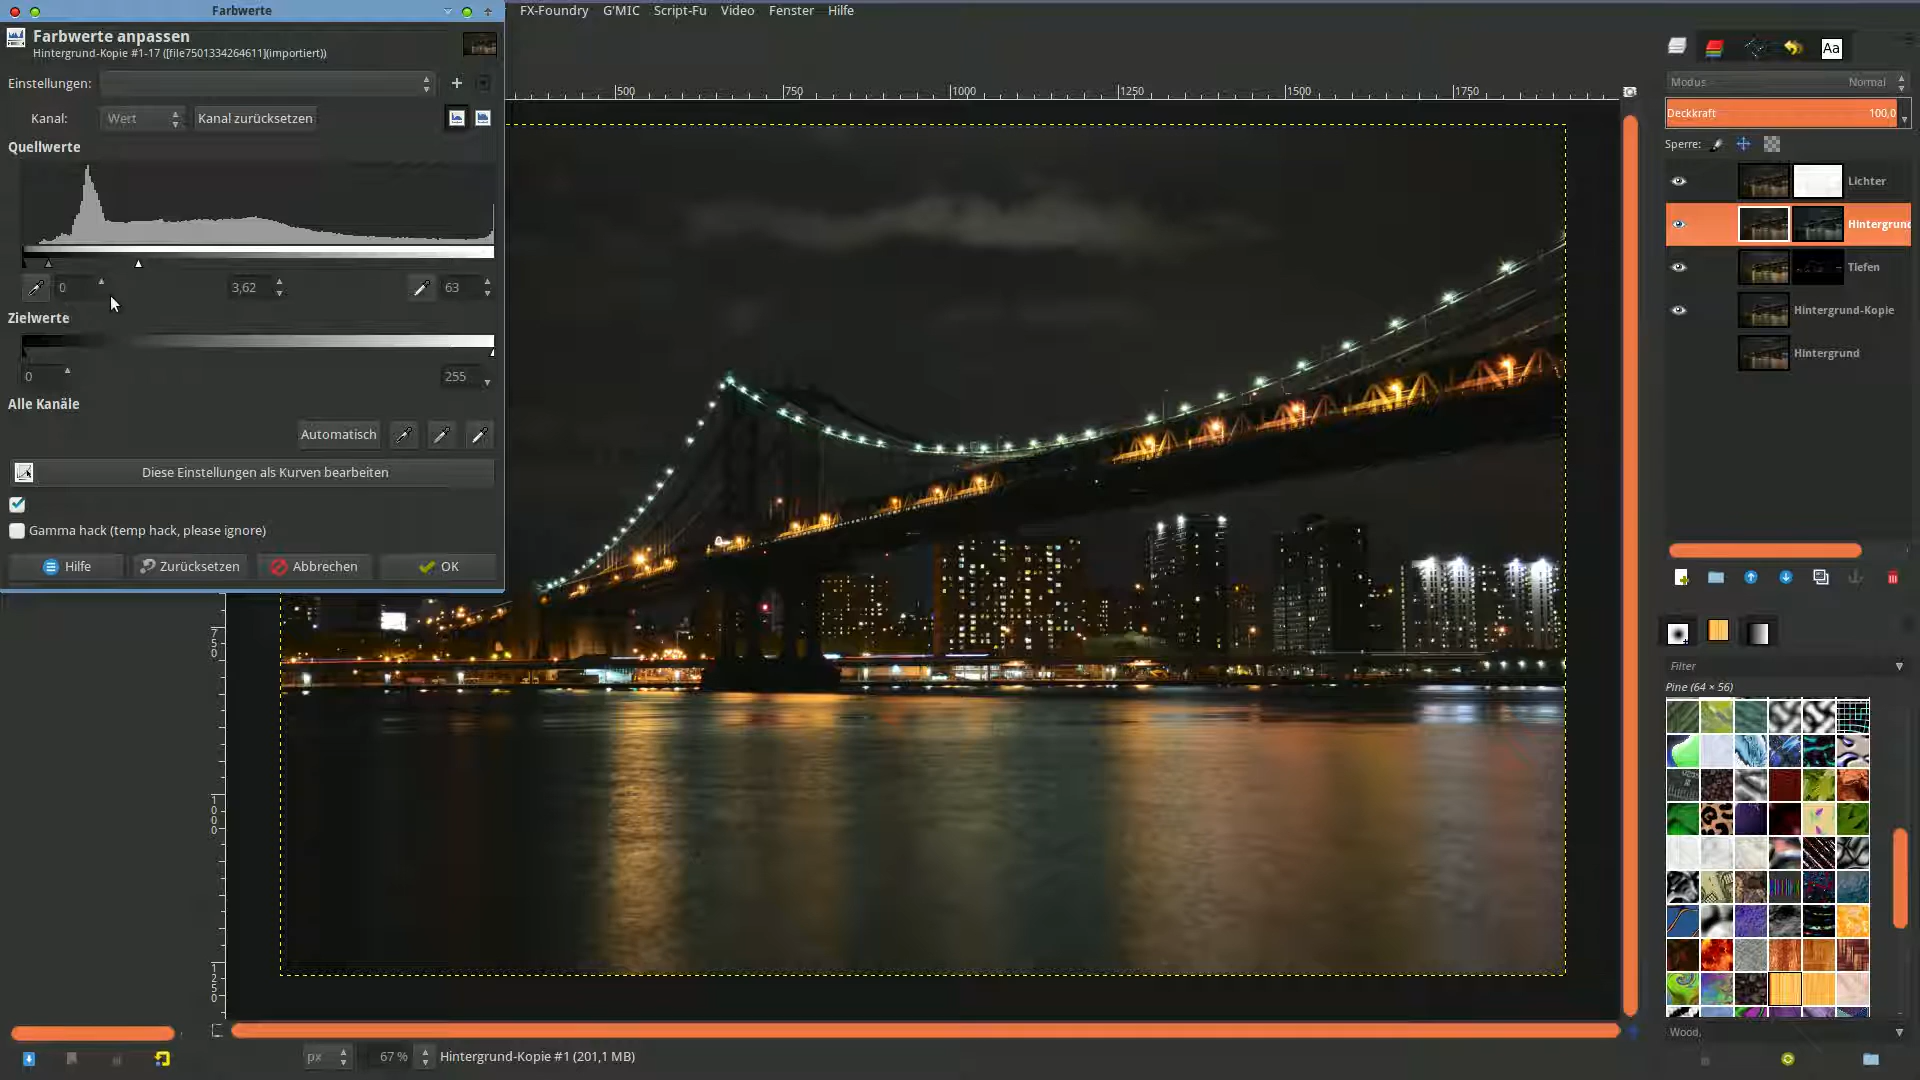 Farbwerte
FX-Foundry G'MIC Script-Fu Video Fenster Hilfe
Farbwerte anpassen
Hintergrund-Kopie #1-17 ([file7501334264611](importiert))
Einstellungen:
Kanal: Wert Kanal zurücksetzen
Quellwerte
0 3,62 63
Zielwerte
0 255
Alle Kanäle
Automatisch
Diese Einstellungen als Kurven bearbeiten
Gamma hack (temp hack, please ignore)
Hilfe Zurücksetzen Abbrechen OK
500 750 1000 1250 1500 1750
750
1000
1250
px 67 % Hintergrund-Kopie #1 (201,1 MB)
Aa
Modus Normal
Deckkraft 100,0
Sperre:
Lichter
Hintergrund
Tiefen
Hintergrund-Kopie
Hintergrund
Filter
Pine (64 × 56)
Wood,